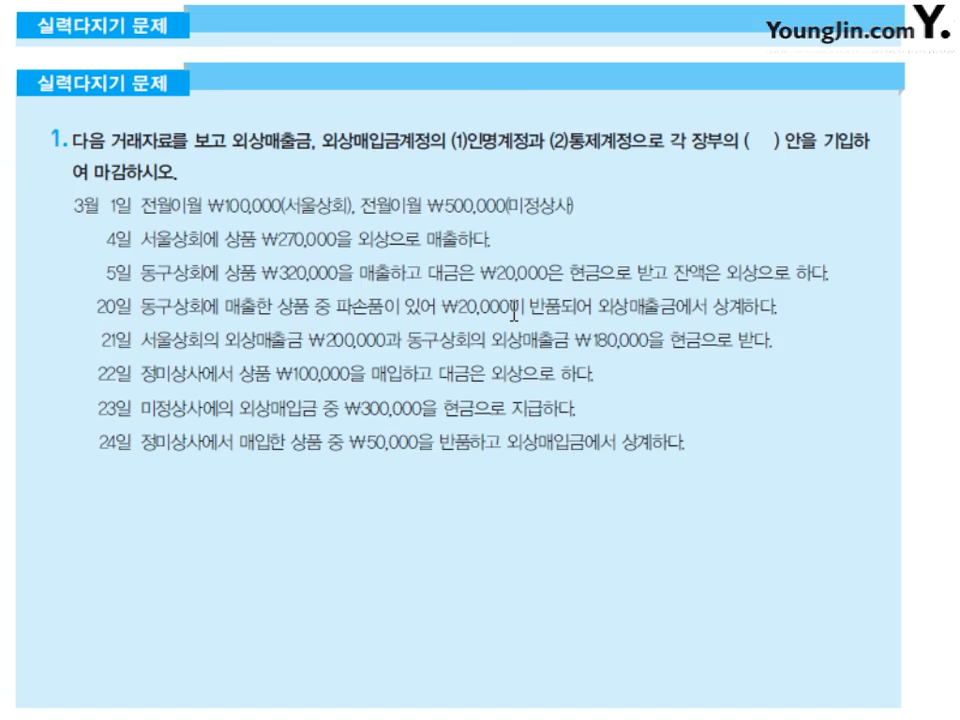 실력다지기 문제
YoungJin.com Y.
실력다지기 문제
1. 다음 거래자료를 보고 외상매출금, 외상매입금계정의 (1)인명계정과 (2)통제계정으로 각 장부의 ( ) 안을 기입하
여 마감하시오.
3월 1일 전월이월 ₩100,000(서울상회), 전월이월 ₩500,000(미정상사)
4일 서울상회에 상품 ₩270,000을 외상으로 매출하다.
5일 동구상회에 상품 ₩320,000을 매출하고 대금은 ₩20,000은 현금으로 받고 잔액은 외상으로 하다.
20일 동구상회에 매출한 상품 중 파손품이 있어 ₩20,000이 반품되어 외상매출금에서 상계하다.
21일 서울상회의 외상매출금 ₩200,000과 동구상회의 외상매출금 ₩180,000을 현금으로 받다.
22일 정미상사에서 상품 ₩100,000을 매입하고 대금은 외상으로 하다.
23일 미정상사에의 외상매입금 중 ₩300,000을 현금으로 지급하다.
24일 정미상사에서 매입한 상품 중 ₩50,000을 반품하고 외상매입금에서 상계하다.